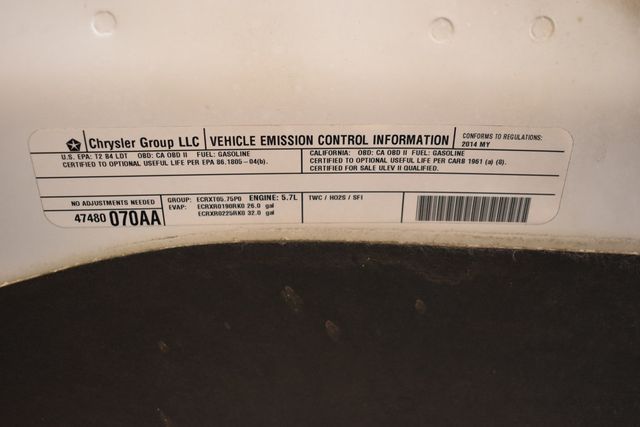 Chrysler Group LLC VEHICLE EMISSION CONTROL INFORMATION
CONFORMS TO REGULATIONS:
2014 MY
U.S. EPA: T2 B4 LDT OBD: CA OBD II FUEL: GASOLINE
CERTIFIED TO OPTIONAL USEFUL LIFE PER EPA 86.1805-04(b).
CALIFORNIA: OBD: CA OBD II FUEL: GASOLINE
CERTIFIED TO OPTIONAL USEFUL LIFE PER CARB 1961 (a) (8).
CERTIFIED FOR SALE ULEV II QUALIFIED.
NO ADJUSTMENTS NEEDED
47480 070AA
GROUP: ECRXT05.75P0 ENGINE: 5.7L
EVAP: ECRXR0190RK0 26.0 gal
ECRXR0225RK0 32.0 gal
TWC / HO2S / SFI